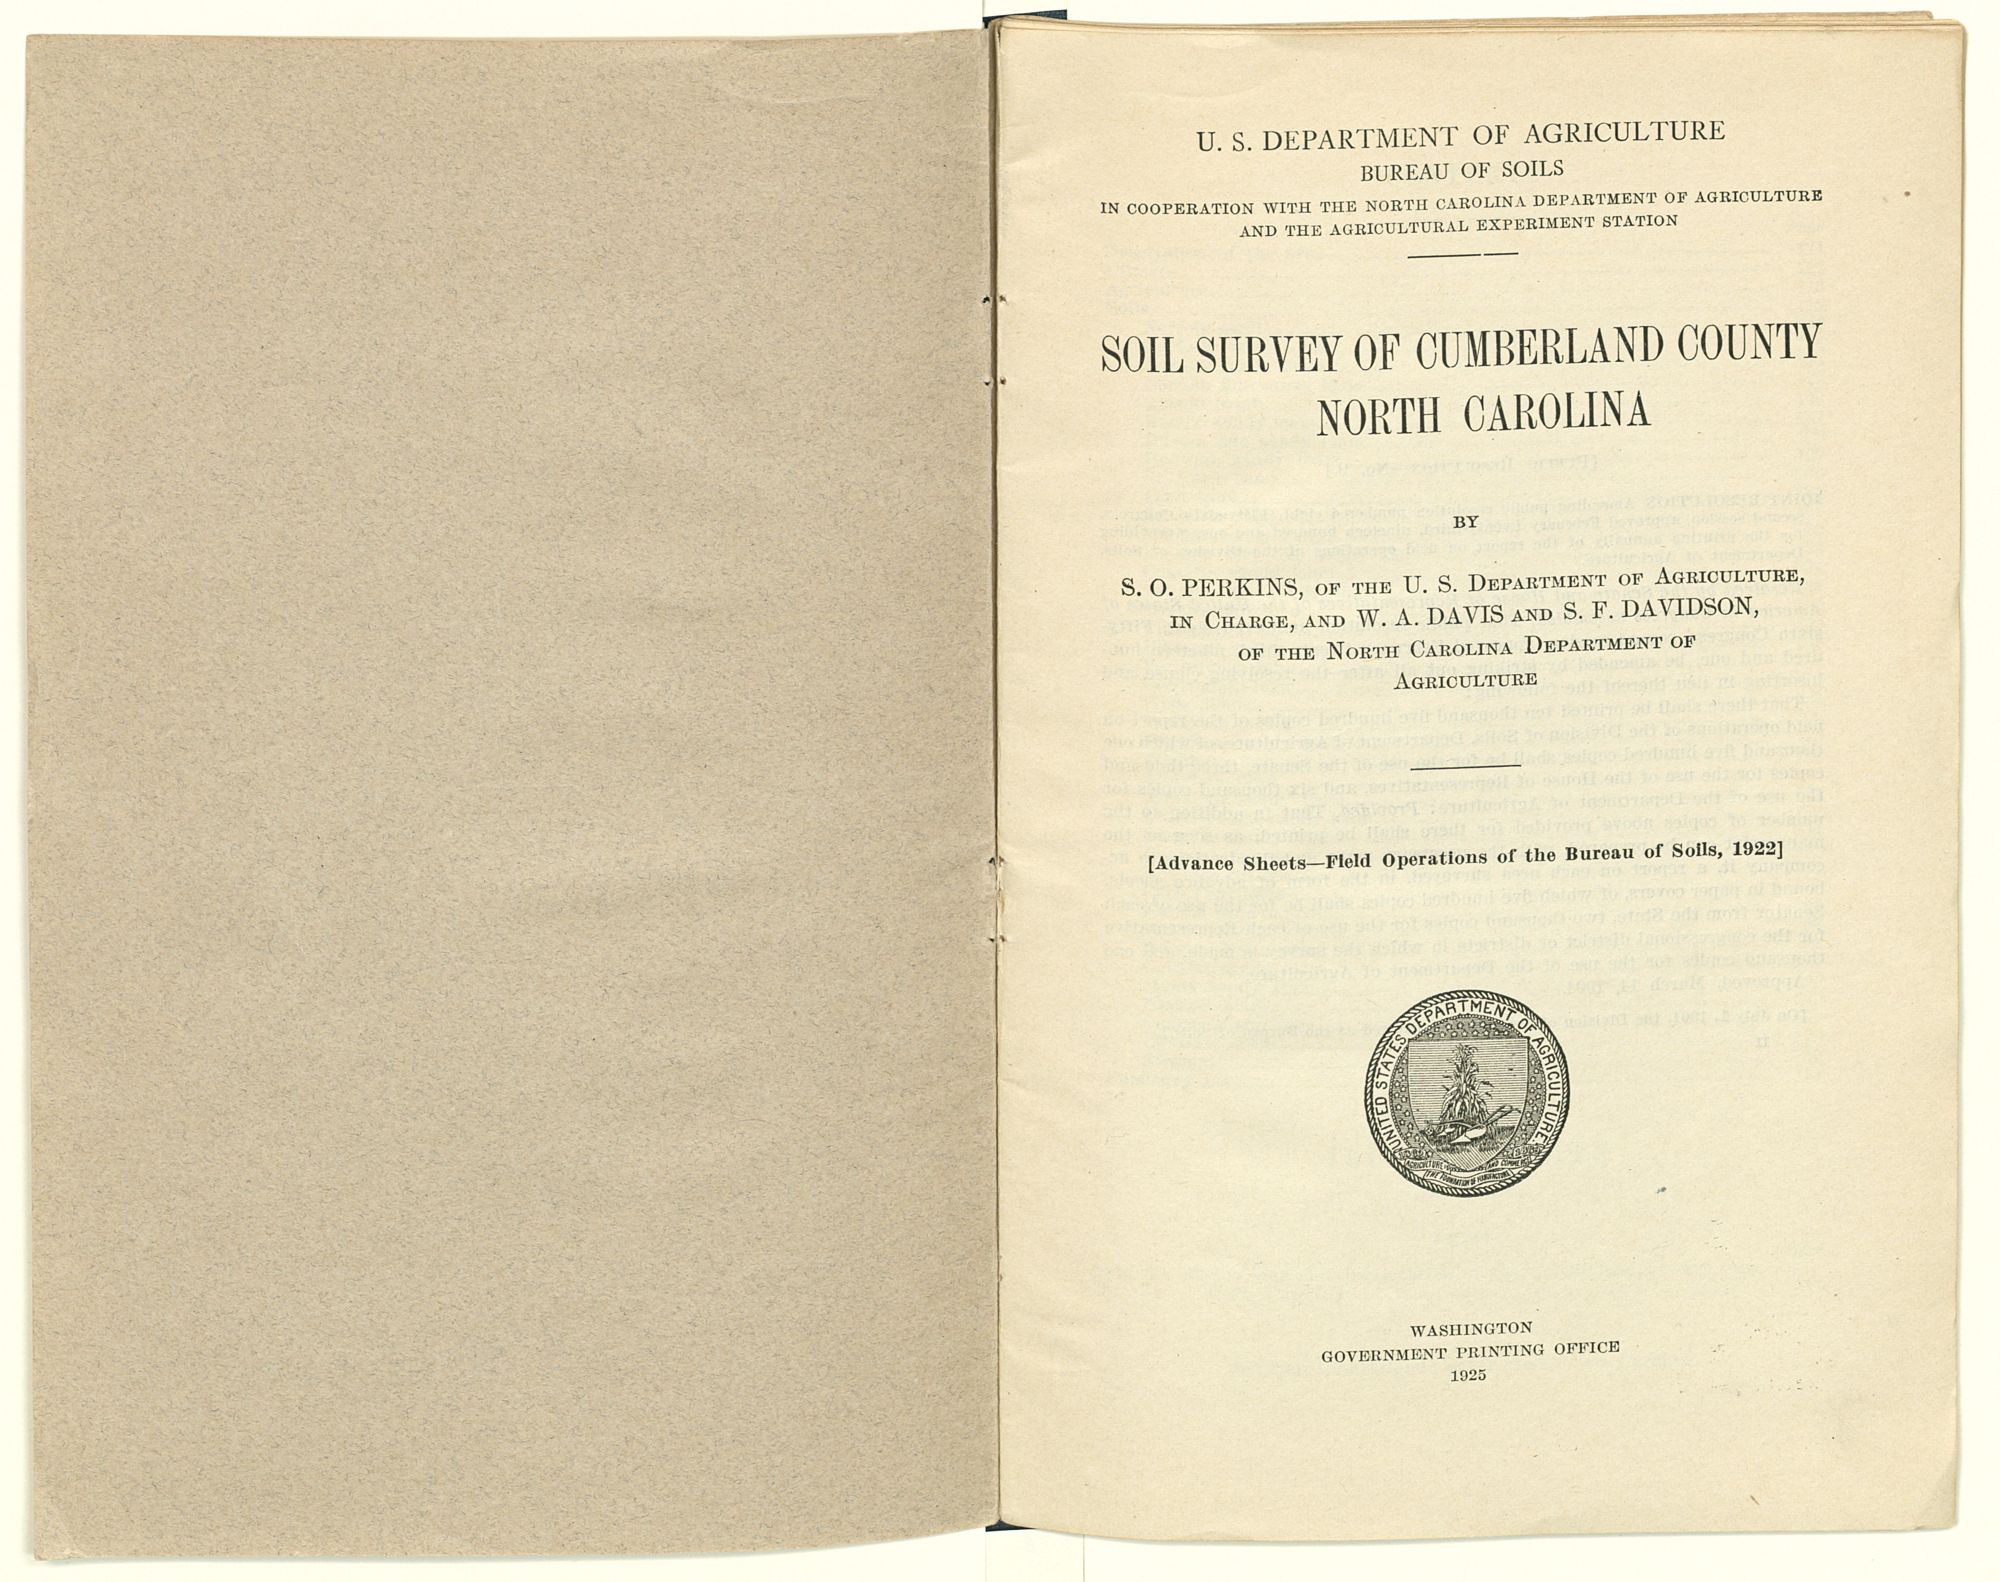 U. S. DEPARTMENT OF AGRICULTURE
BUREAU OF SOILS
IN COOPERATION WITH THE NORTH CAROLINA DEPARTMENT OF AGRICULTURE
AND THE AGRICULTURAL EXPERIMENT STATION
SOIL SURVEY OF CUMBERLAND COUNTY
NORTH CAROLINA
BY
S. O. PERKINS, OF THE U. S. DEPARTMENT OF AGRICULTURE,
IN CHARGE, AND W. A. DAVIS AND S. F. DAVIDSON,
OF THE NORTH CAROLINA DEPARTMENT OF
AGRICULTURE
[Advance Sheets—Field Operations of the Bureau of Soils, 1922]
UNITED STATES DEPARTMENT OF AGRICULTURE
WASHINGTON
GOVERNMENT PRINTING OFFICE
1925